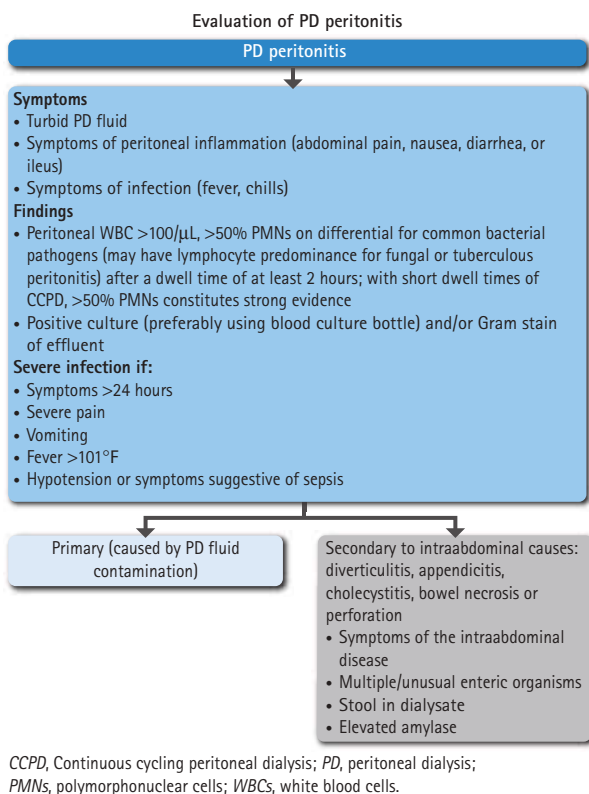 Evaluation of PD peritonitis
PD peritonitis
Symptoms
• Turbid PD fluid
• Symptoms of peritoneal inflammation (abdominal pain, nausea, diarrhea, or
ileus)
• Symptoms of infection (fever, chills)
Findings
• Peritoneal WBC >100/μL, >50% PMNs on differential for common bacterial
pathogens (may have lymphocyte predominance for fungal or tuberculous
peritonitis) after a dwell time of at least 2 hours; with short dwell times of
CCPD, >50% PMNs constitutes strong evidence
• Positive culture (preferably using blood culture bottle) and/or Gram stain
of effluent
Severe infection if:
• Symptoms >24 hours
• Severe pain
• Vomiting
• Fever >101°F
• Hypotension or symptoms suggestive of sepsis
Primary (caused by PD fluid
contamination)
Secondary to intraabdominal causes:
diverticulitis, appendicitis,
cholecystitis, bowel necrosis or
perforation
• Symptoms of the intraabdominal
disease
• Multiple/unusual enteric organisms
• Stool in dialysate
• Elevated amylase
CCPD, Continuous cycling peritoneal dialysis; PD, peritoneal dialysis;
PMNs, polymorphonuclear cells; WBCs, white blood cells.